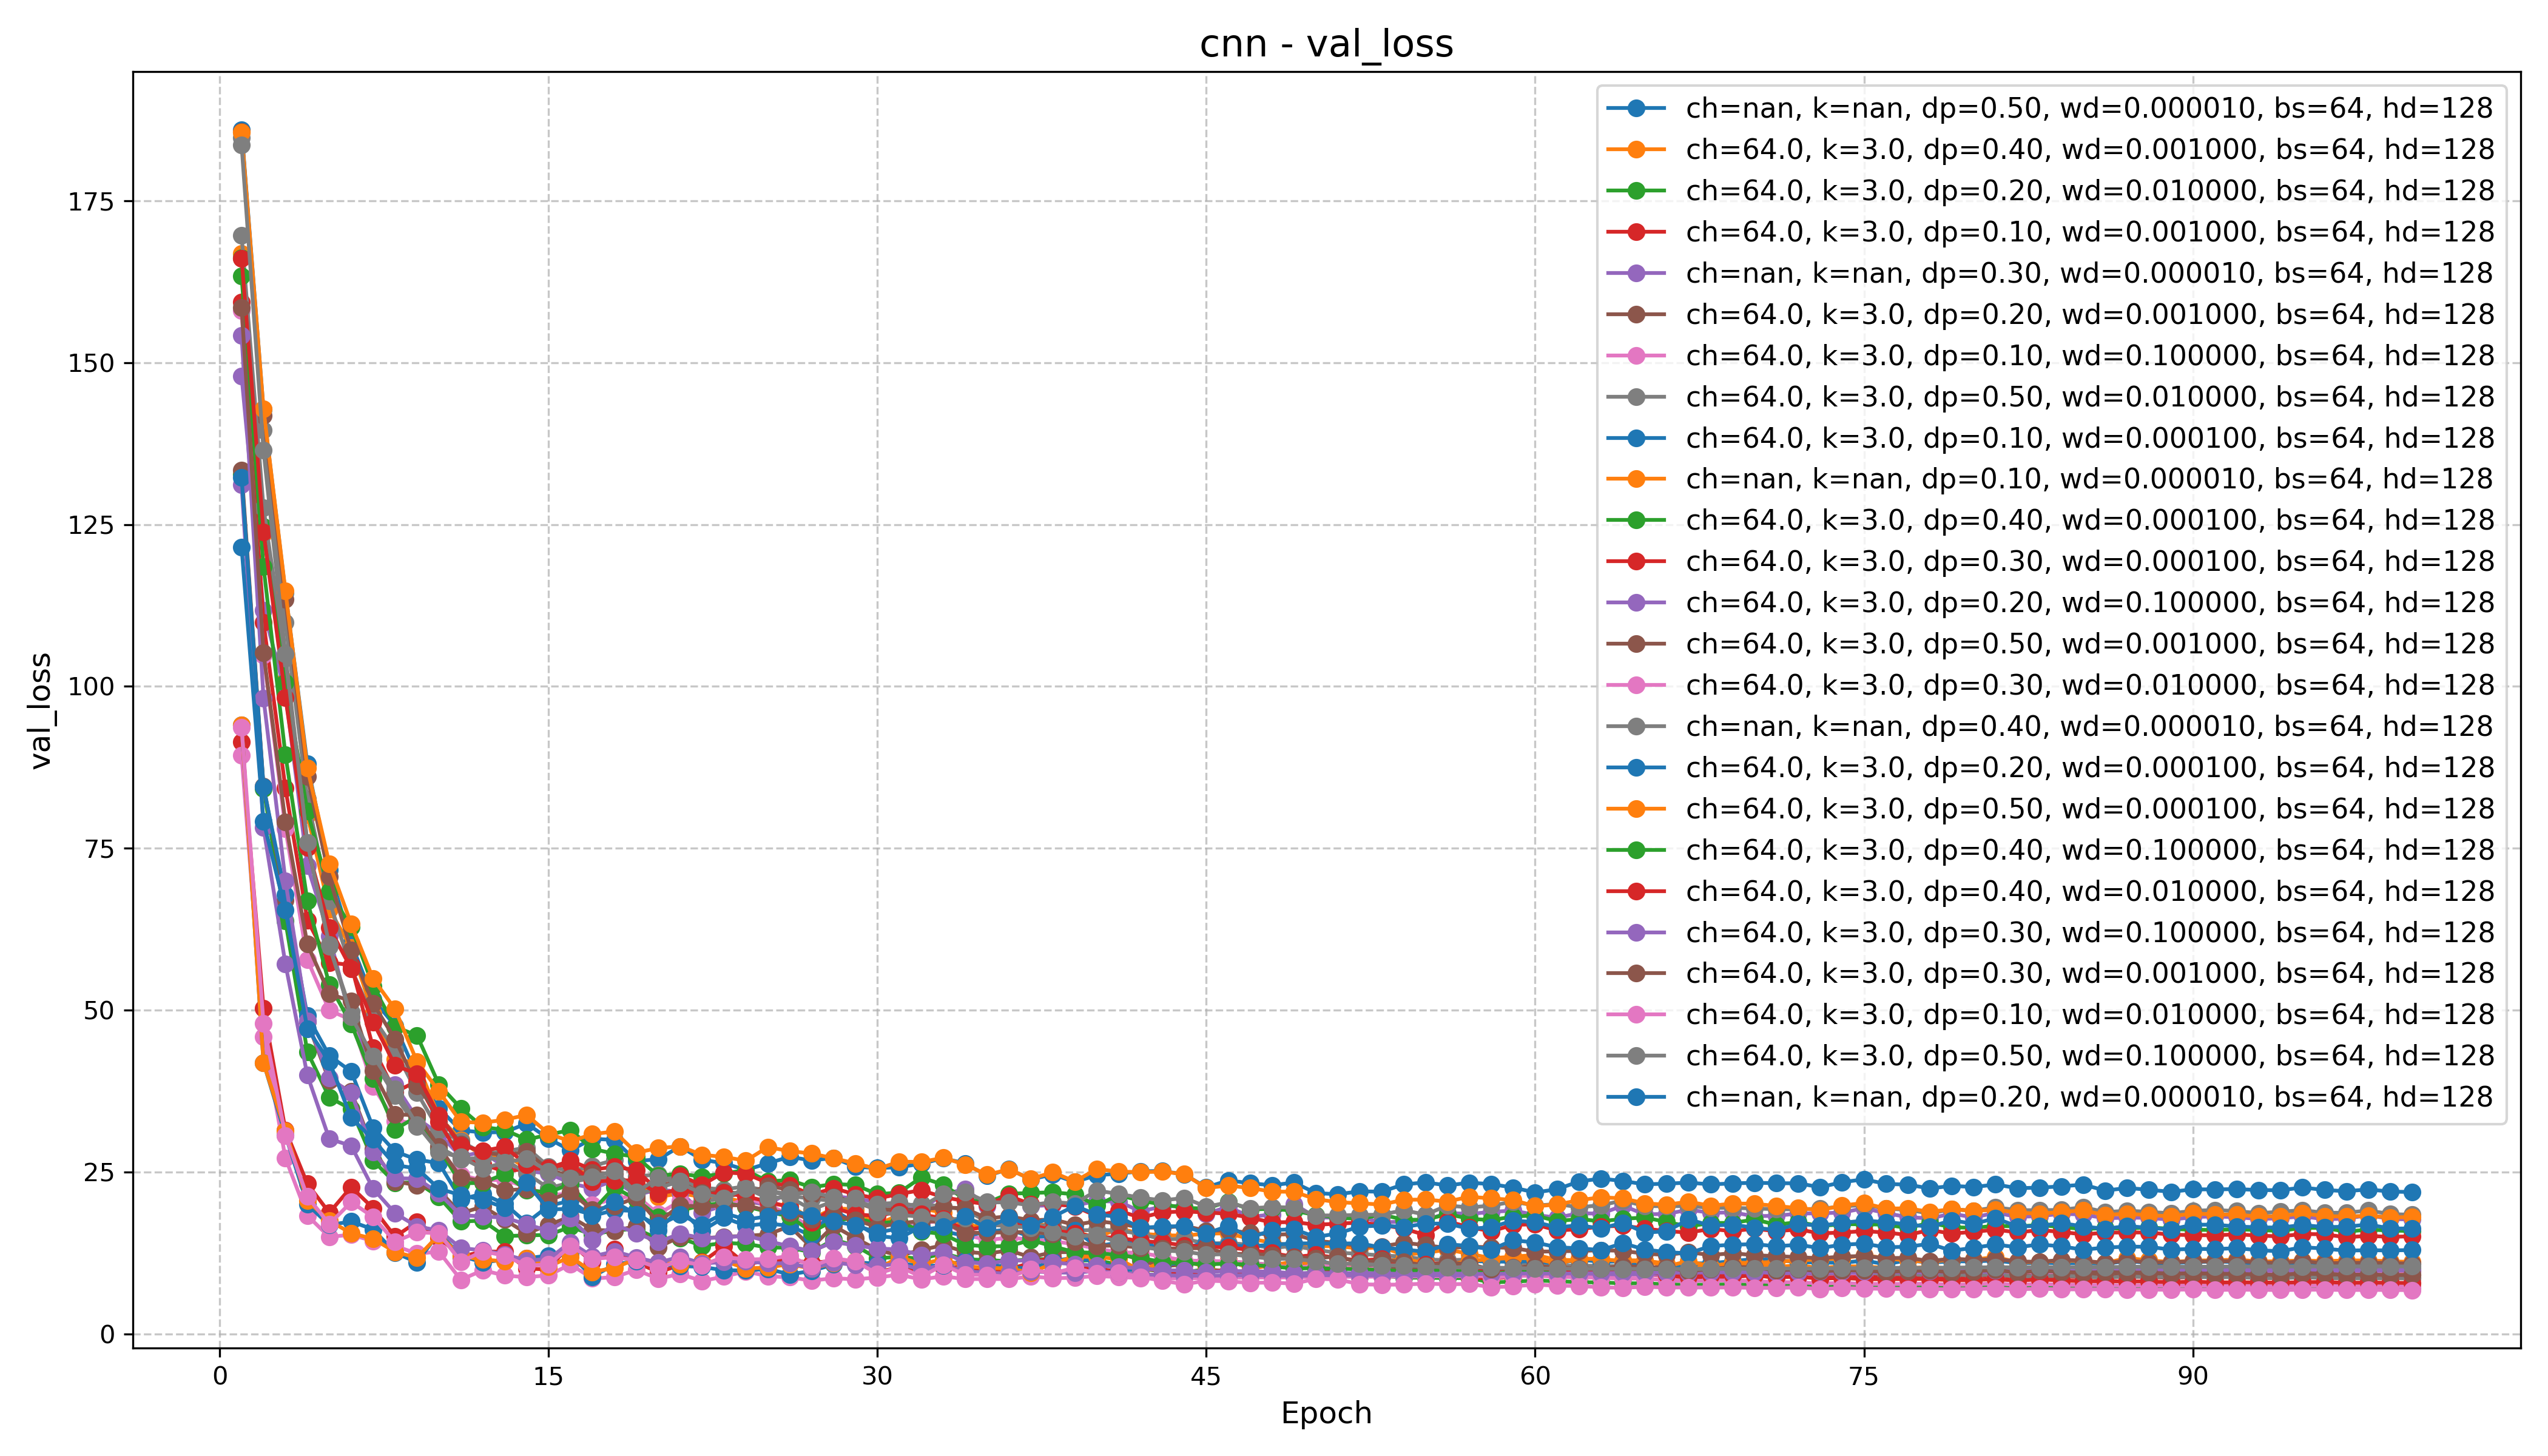 cnn - val_loss
val_loss
175
150
125
100
75
50
25
0
0 15 30 45 60 75 90
Epoch
ch=nan, k=nan, dp=0.50, wd=0.000010, bs=64, hd=128
ch=64.0, k=3.0, dp=0.40, wd=0.001000, bs=64, hd=128
ch=64.0, k=3.0, dp=0.20, wd=0.010000, bs=64, hd=128
ch=64.0, k=3.0, dp=0.10, wd=0.001000, bs=64, hd=128
ch=nan, k=nan, dp=0.30, wd=0.000010, bs=64, hd=128
ch=64.0, k=3.0, dp=0.20, wd=0.001000, bs=64, hd=128
ch=64.0, k=3.0, dp=0.10, wd=0.100000, bs=64, hd=128
ch=64.0, k=3.0, dp=0.50, wd=0.010000, bs=64, hd=128
ch=64.0, k=3.0, dp=0.10, wd=0.000100, bs=64, hd=128
ch=nan, k=nan, dp=0.10, wd=0.000010, bs=64, hd=128
ch=64.0, k=3.0, dp=0.40, wd=0.000100, bs=64, hd=128
ch=64.0, k=3.0, dp=0.30, wd=0.000100, bs=64, hd=128
ch=64.0, k=3.0, dp=0.20, wd=0.100000, bs=64, hd=128
ch=64.0, k=3.0, dp=0.50, wd=0.001000, bs=64, hd=128
ch=64.0, k=3.0, dp=0.30, wd=0.010000, bs=64, hd=128
ch=nan, k=nan, dp=0.40, wd=0.000010, bs=64, hd=128
ch=64.0, k=3.0, dp=0.20, wd=0.000100, bs=64, hd=128
ch=64.0, k=3.0, dp=0.50, wd=0.000100, bs=64, hd=128
ch=64.0, k=3.0, dp=0.40, wd=0.100000, bs=64, hd=128
ch=64.0, k=3.0, dp=0.40, wd=0.010000, bs=64, hd=128
ch=64.0, k=3.0, dp=0.30, wd=0.100000, bs=64, hd=128
ch=64.0, k=3.0, dp=0.30, wd=0.001000, bs=64, hd=128
ch=64.0, k=3.0, dp=0.10, wd=0.010000, bs=64, hd=128
ch=64.0, k=3.0, dp=0.50, wd=0.100000, bs=64, hd=128
ch=nan, k=nan, dp=0.20, wd=0.000010, bs=64, hd=128